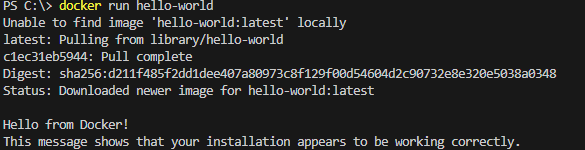 PS C:\> docker run hello-world
Unable to find image 'hello-world:latest' locally
latest: Pulling from library/hello-world
c1ec31eb5944: Pull complete
Digest: sha256:d211f485f2dd1dee407a80973c8f129f00d54604d2c90732e8e320e5038a0348
Status: Downloaded newer image for hello-world:latest
Hello from Docker!
This message shows that your installation appears to be working correctly.